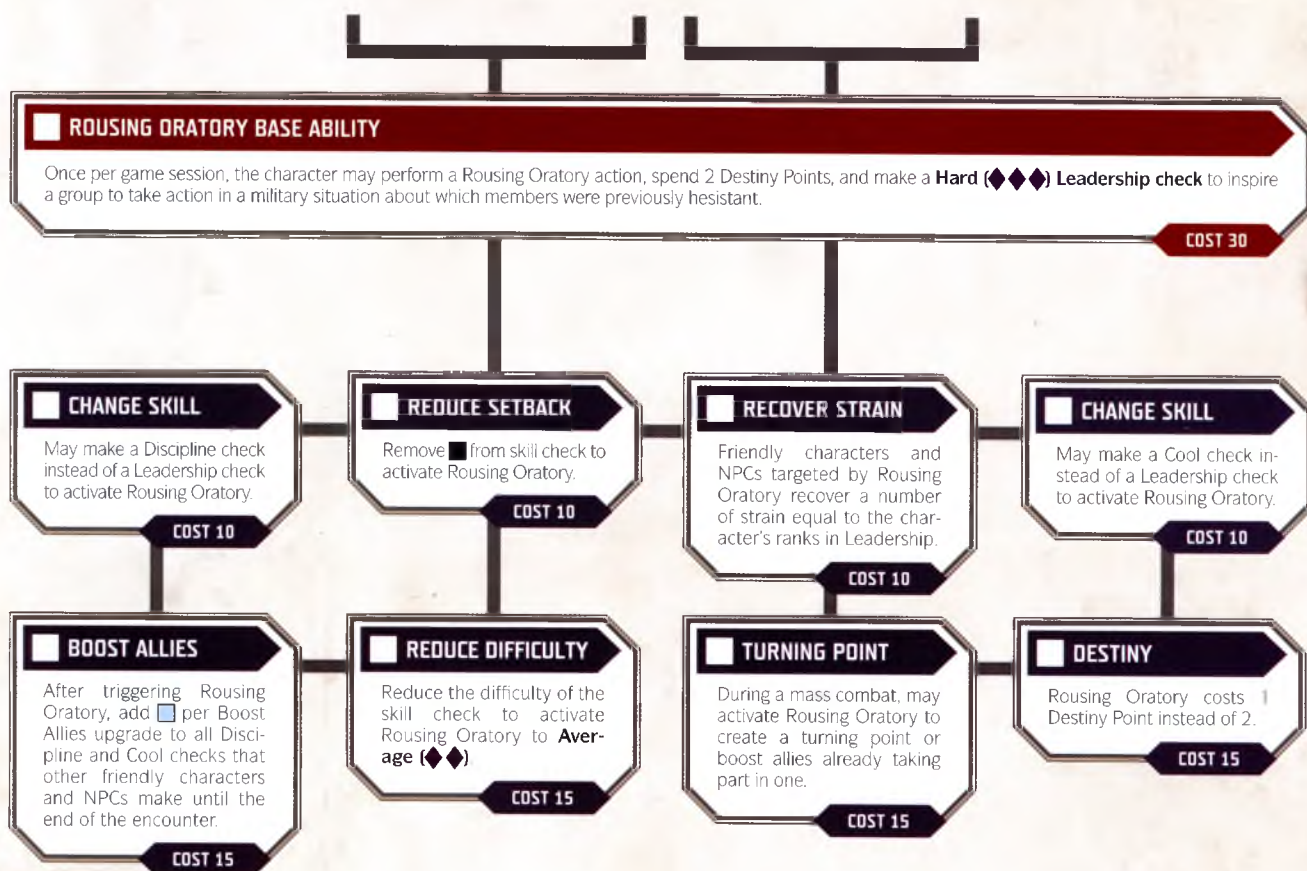 ROUSING ORATORY BASE ABILITY
Once per game session, the character may perform a Rousing Oratory action, spend 2 Destiny Points, and make a Hard (◆◆◆) Leadership check to inspire
a group to take action in a military situation about which members were previously hesistant.
COST 30
CHANGE SKILL
May make a Discipline check
instead of a Leadership check
to activate Rousing Oratory.
COST 10
REDUCE SETBACK
Remove ■ from skill check to
activate Rousing Oratory.
COST 10
RECOVER STRAIN
Friendly characters and
NPCs targeted by Rousing
Oratory recover a number
of strain equal to the char-
acter's ranks in Leadership.
COST 10
CHANGE SKILL
May make a Cool check in-
stead of a Leadership check
to activate Rousing Oratory.
COST 10
BOOST ALLIES
After triggering Rousing
Oratory, add □ per Boost
Allies upgrade to all Disci-
pline and Cool checks that
other friendly characters
and NPCs make until the
end of the encounter.
COST 15
REDUCE DIFFICULTY
Reduce the difficulty of the
skill check to activate
Rousing Oratory to Aver-
age (◆◆)
COST 15
TURNING POINT
During a mass combat, may
activate Rousing Oratory to
create a turning point or
boost allies already taking
part in one.
COST 15
DESTINY
Rousing Oratory costs 1
Destiny Point instead of 2.
COST 15